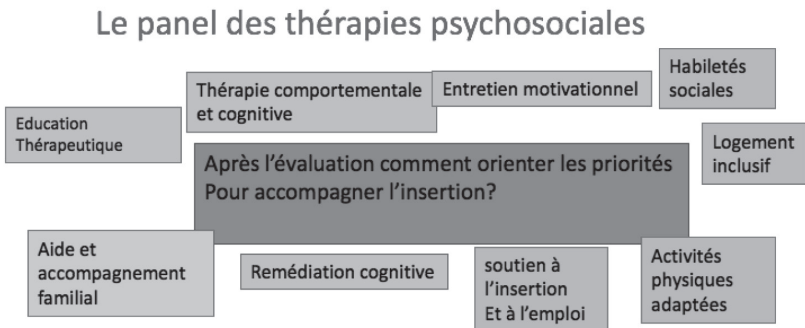 Le panel des thérapies psychosociales
Habiletés
sociales
Thérapie comportementale
et cognitive
Entretien motivationnel
Education
Thérapeutique
Logement
inclusif
Après l'évaluation comment orienter les priorités
Pour accompagner l'insertion?
Aide et
accompagnement
familial
Remédiation cognitive
soutien à
l'insertion
Et à l'emploi
Activités
physiques
adaptées